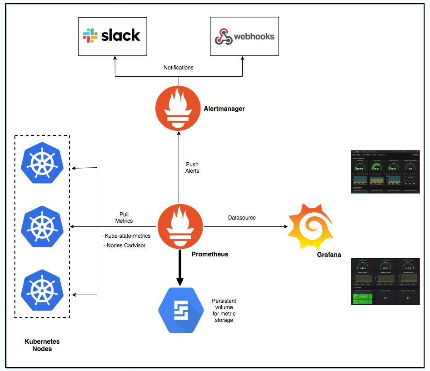 slack
webhooks
Notifications
Alertmanager
Push
Alerts
Pull
Metrics
- Kube-state-metrics
- Nodes Cadvisor
Datasource
Prometheus
Grafana
Persistent
volume
for metric
storage
Kubernetes
Nodes